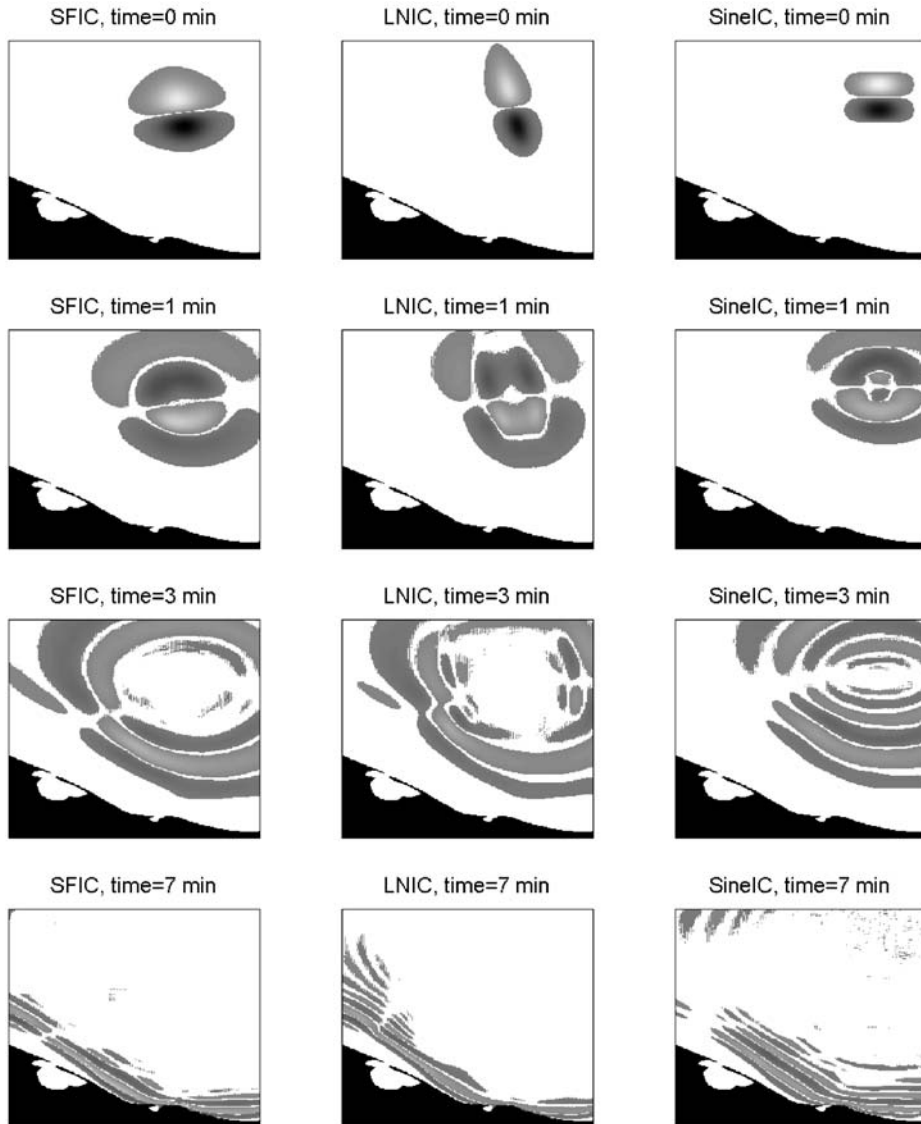 SFIC, time=0 min
LNIC, time=0 min
SineIC, time=0 min
SFIC, time=1 min
LNIC, time=1 min
SineIC, time=1 min
SFIC, time=3 min
LNIC, time=3 min
SineIC, time=3 min
SFIC, time=7 min
LNIC, time=7 min
SineIC, time=7 min